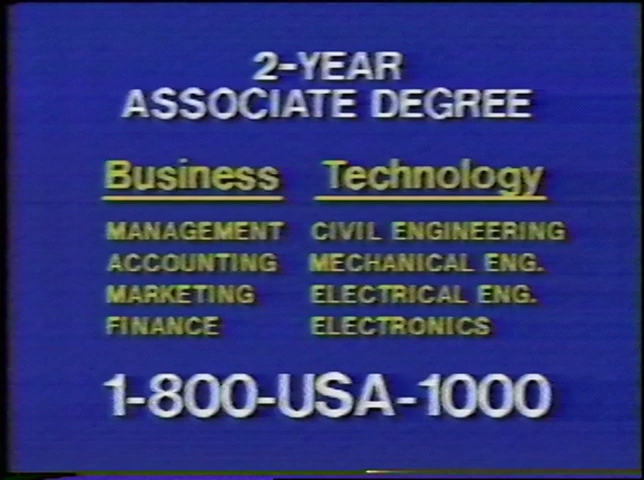 2-YEAR
ASSOCIATE DEGREE
Business Technology
MANAGEMENT CIVIL ENGINEERING
ACCOUNTING MECHANICAL ENG.
MARKETING ELECTRICAL ENG.
FINANCE ELECTRONICS
1-800-USA-1000